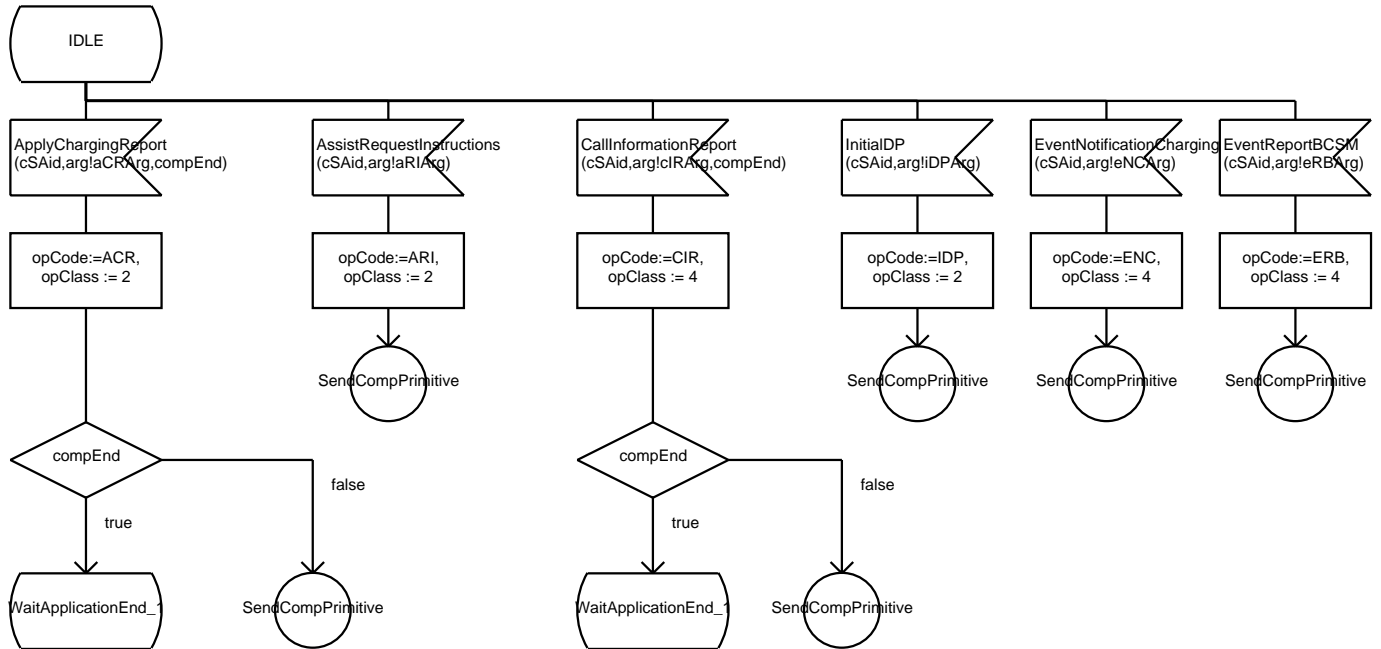 IDLE
ApplyChargingReport
(cSAid,arg!aCRArg,compEnd)
AssistRequestInstructions
(cSAid,arg!aRIArg)
CallInformationReport
(cSAid,arg!cIRArg,compEnd)
InitialIDP
(cSAid,arg!iDPArg)
EventNotificationCharging
(cSAid,arg!eNCArg)
EventReportBCSM
(cSAid,arg!eRBArg)
opCode:=ACR,
opClass := 2
opCode:=ARI,
opClass := 2
opCode:=CIR,
opClass := 4
opCode:=IDP,
opClass := 2
opCode:=ENC,
opClass := 4
opCode:=ERB,
opClass := 4
SendCompPrimitive
SendCompPrimitive
SendCompPrimitive
SendCompPrimitive
compEnd
false
true
compEnd
false
true
WaitApplicationEnd_1
SendCompPrimitive
WaitApplicationEnd_1
SendCompPrimitive